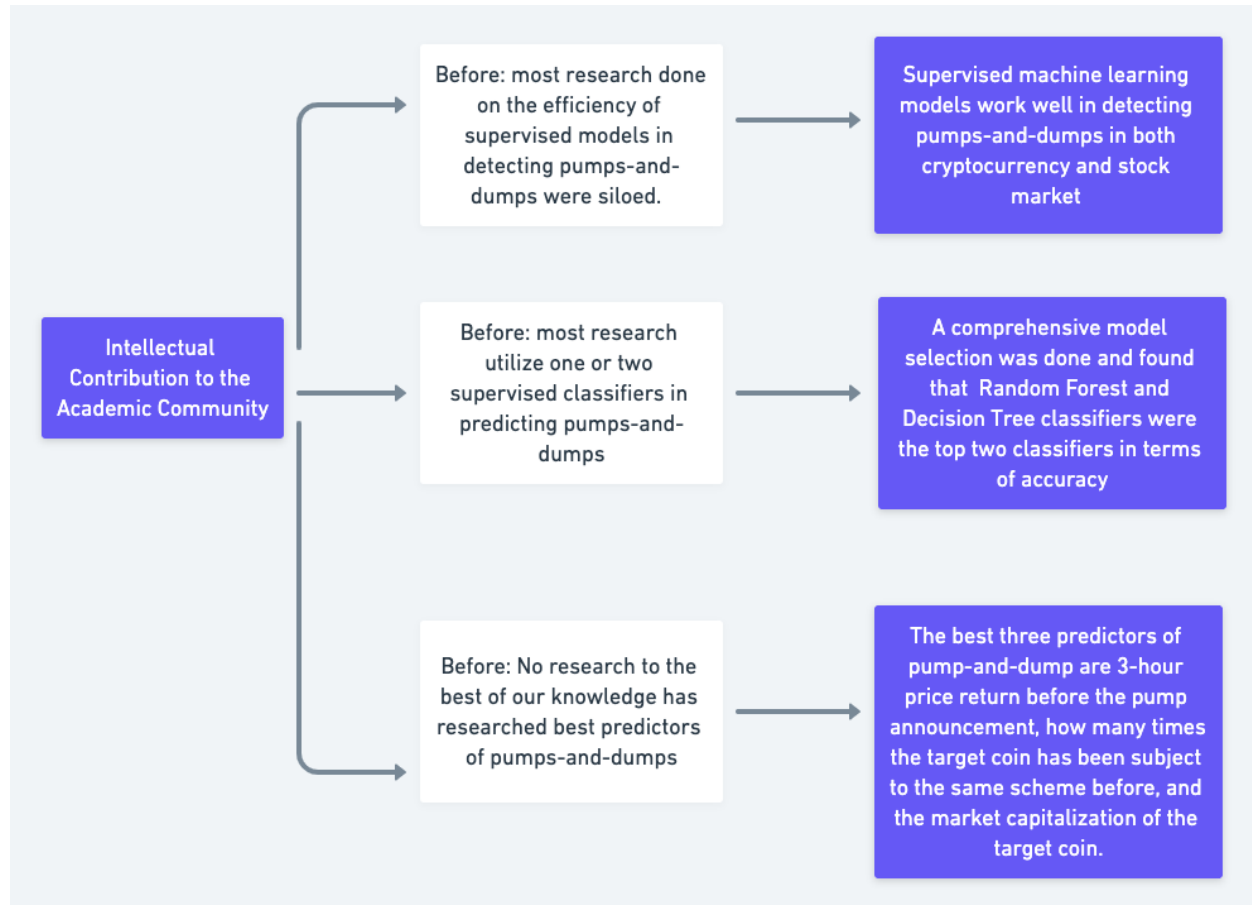 Intellectual
Contribution to the
Academic Community
Before: most research done
on the efficiency of
supervised models in
detecting pumps-and-
dumps were siloed.
Supervised machine learning
models work well in detecting
pumps-and-dumps in both
cryptocurrency and stock
market
Before: most research
utilize one or two
supervised classifiers in
predicting pumps-and-
dumps
A comprehensive model
selection was done and found
that Random Forest and
Decision Tree classifiers were
the top two classifiers in terms
of accuracy
Before: No research to the
best of our knowledge has
researched best predictors
of pumps-and-dumps
The best three predictors of
pump-and-dump are 3-hour
price return before the pump
announcement, how many times
the target coin has been subject
to the same scheme before, and
the market capitalization of the
target coin.